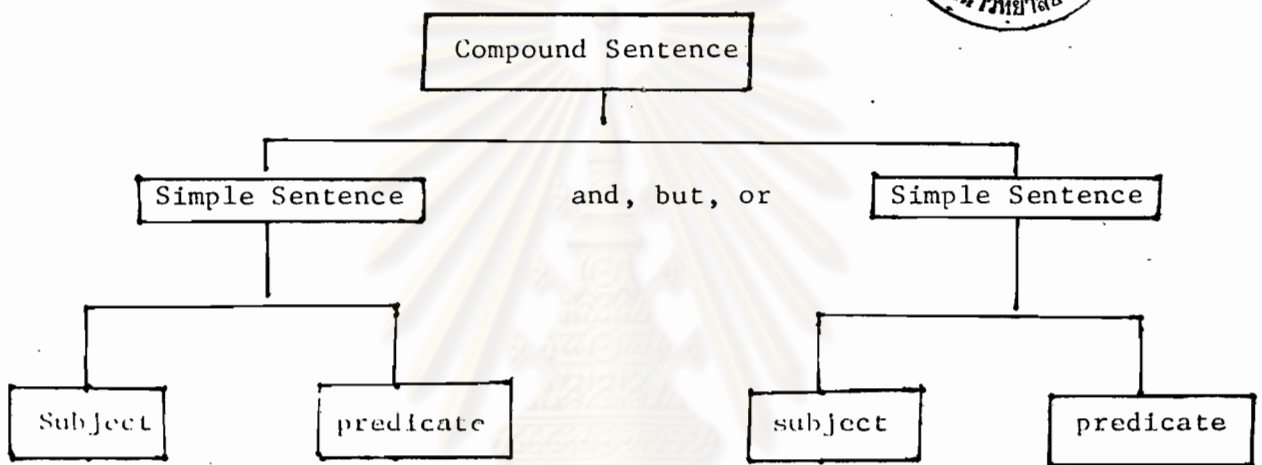 Compound Sentence
Simple Sentence
and, but, or
Simple Sentence
Subject
predicate
subject
predicate